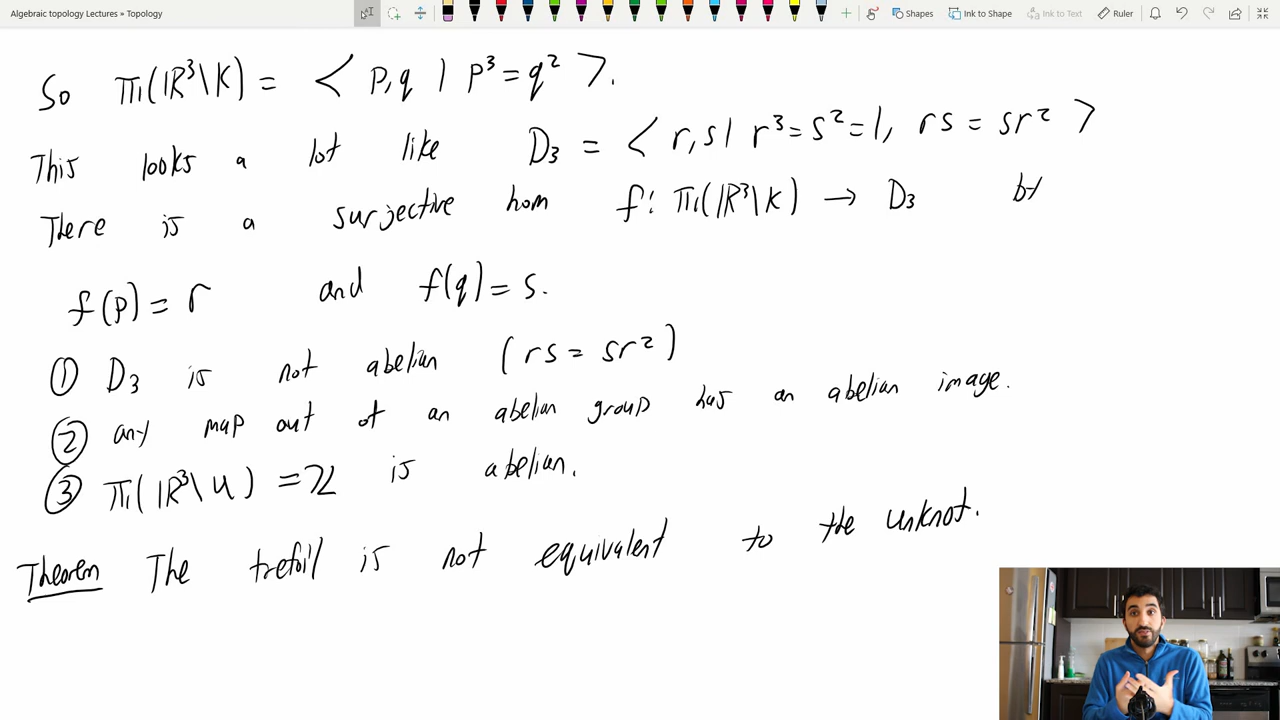 Algebraic topology Lectures » Topology
Shapes
Ink to Shape
Ink to Text
Ruler
So π₁(ℝ³\K) = < p,q | p³ = q² >.
This looks a lot like D₃ = < r,s | r³ = s² = 1, rs = sr² >
There is a surjective hom f: π₁(ℝ³\K) → D₃ by
f(p) = r and f(q) = s.
① D₃ is not abelian (rs = sr²)
② any map out of an abelian group has an abelian image.
③ π₁(ℝ³\U) = ℤ is abelian.
Theorem The trefoil is not equivalent to the unknot.